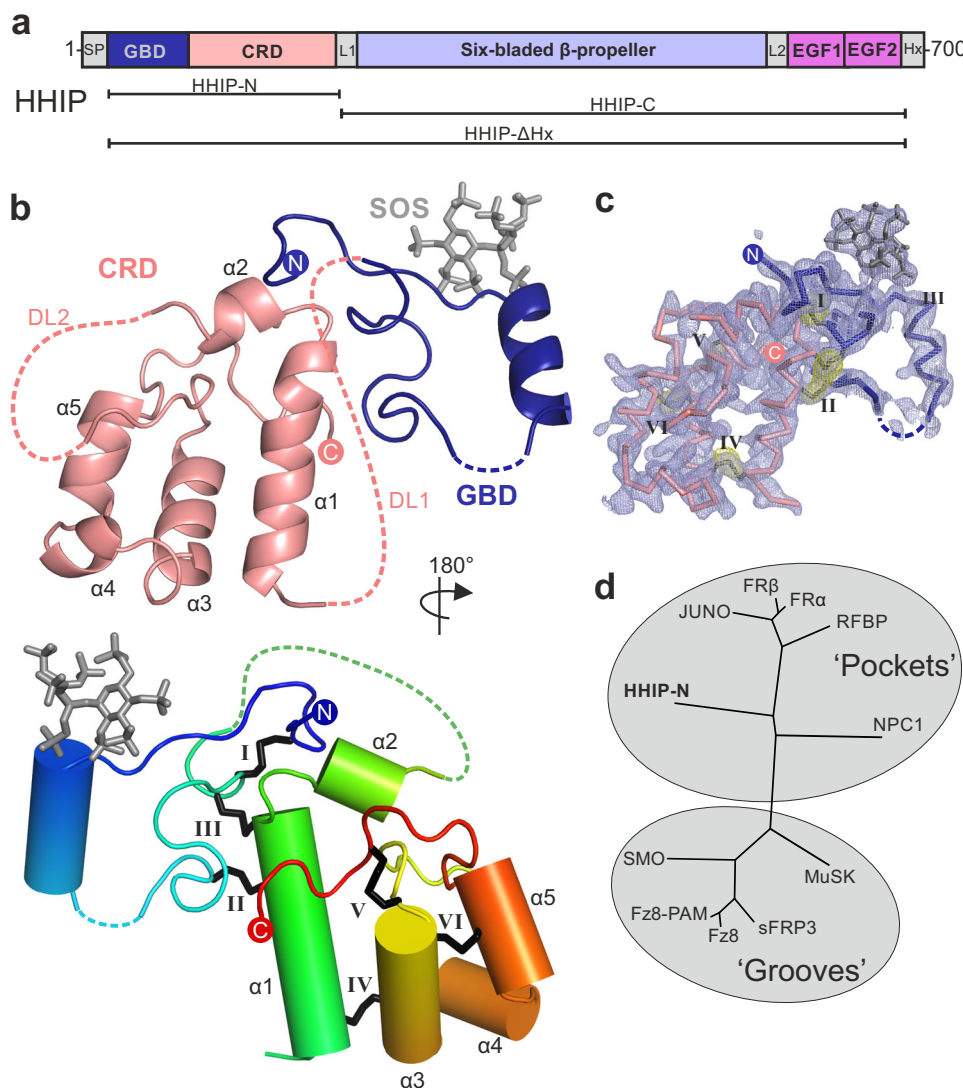 a
1- SP GBD CRD L1 Six-bladed β-propeller L2 EGF1 EGF2 Hx -700
HHIP
HHIP-N
HHIP-C
HHIP-ΔHx
b
SOS
N
CRD
α2
DL2
α5
C
α1
DL1
GBD
α4
α3
180°
N
I
α2
III
II
C
V
VI
α5
α1
IV
α4
α3
c
N
I
III
V
C
II
VI
IV
d
FRβ
FRα
JUNO
RFBP
'Pockets'
HHIP-N
NPC1
SMO
MuSK
Fz8-PAM
Fz8
sFRP3
'Grooves'